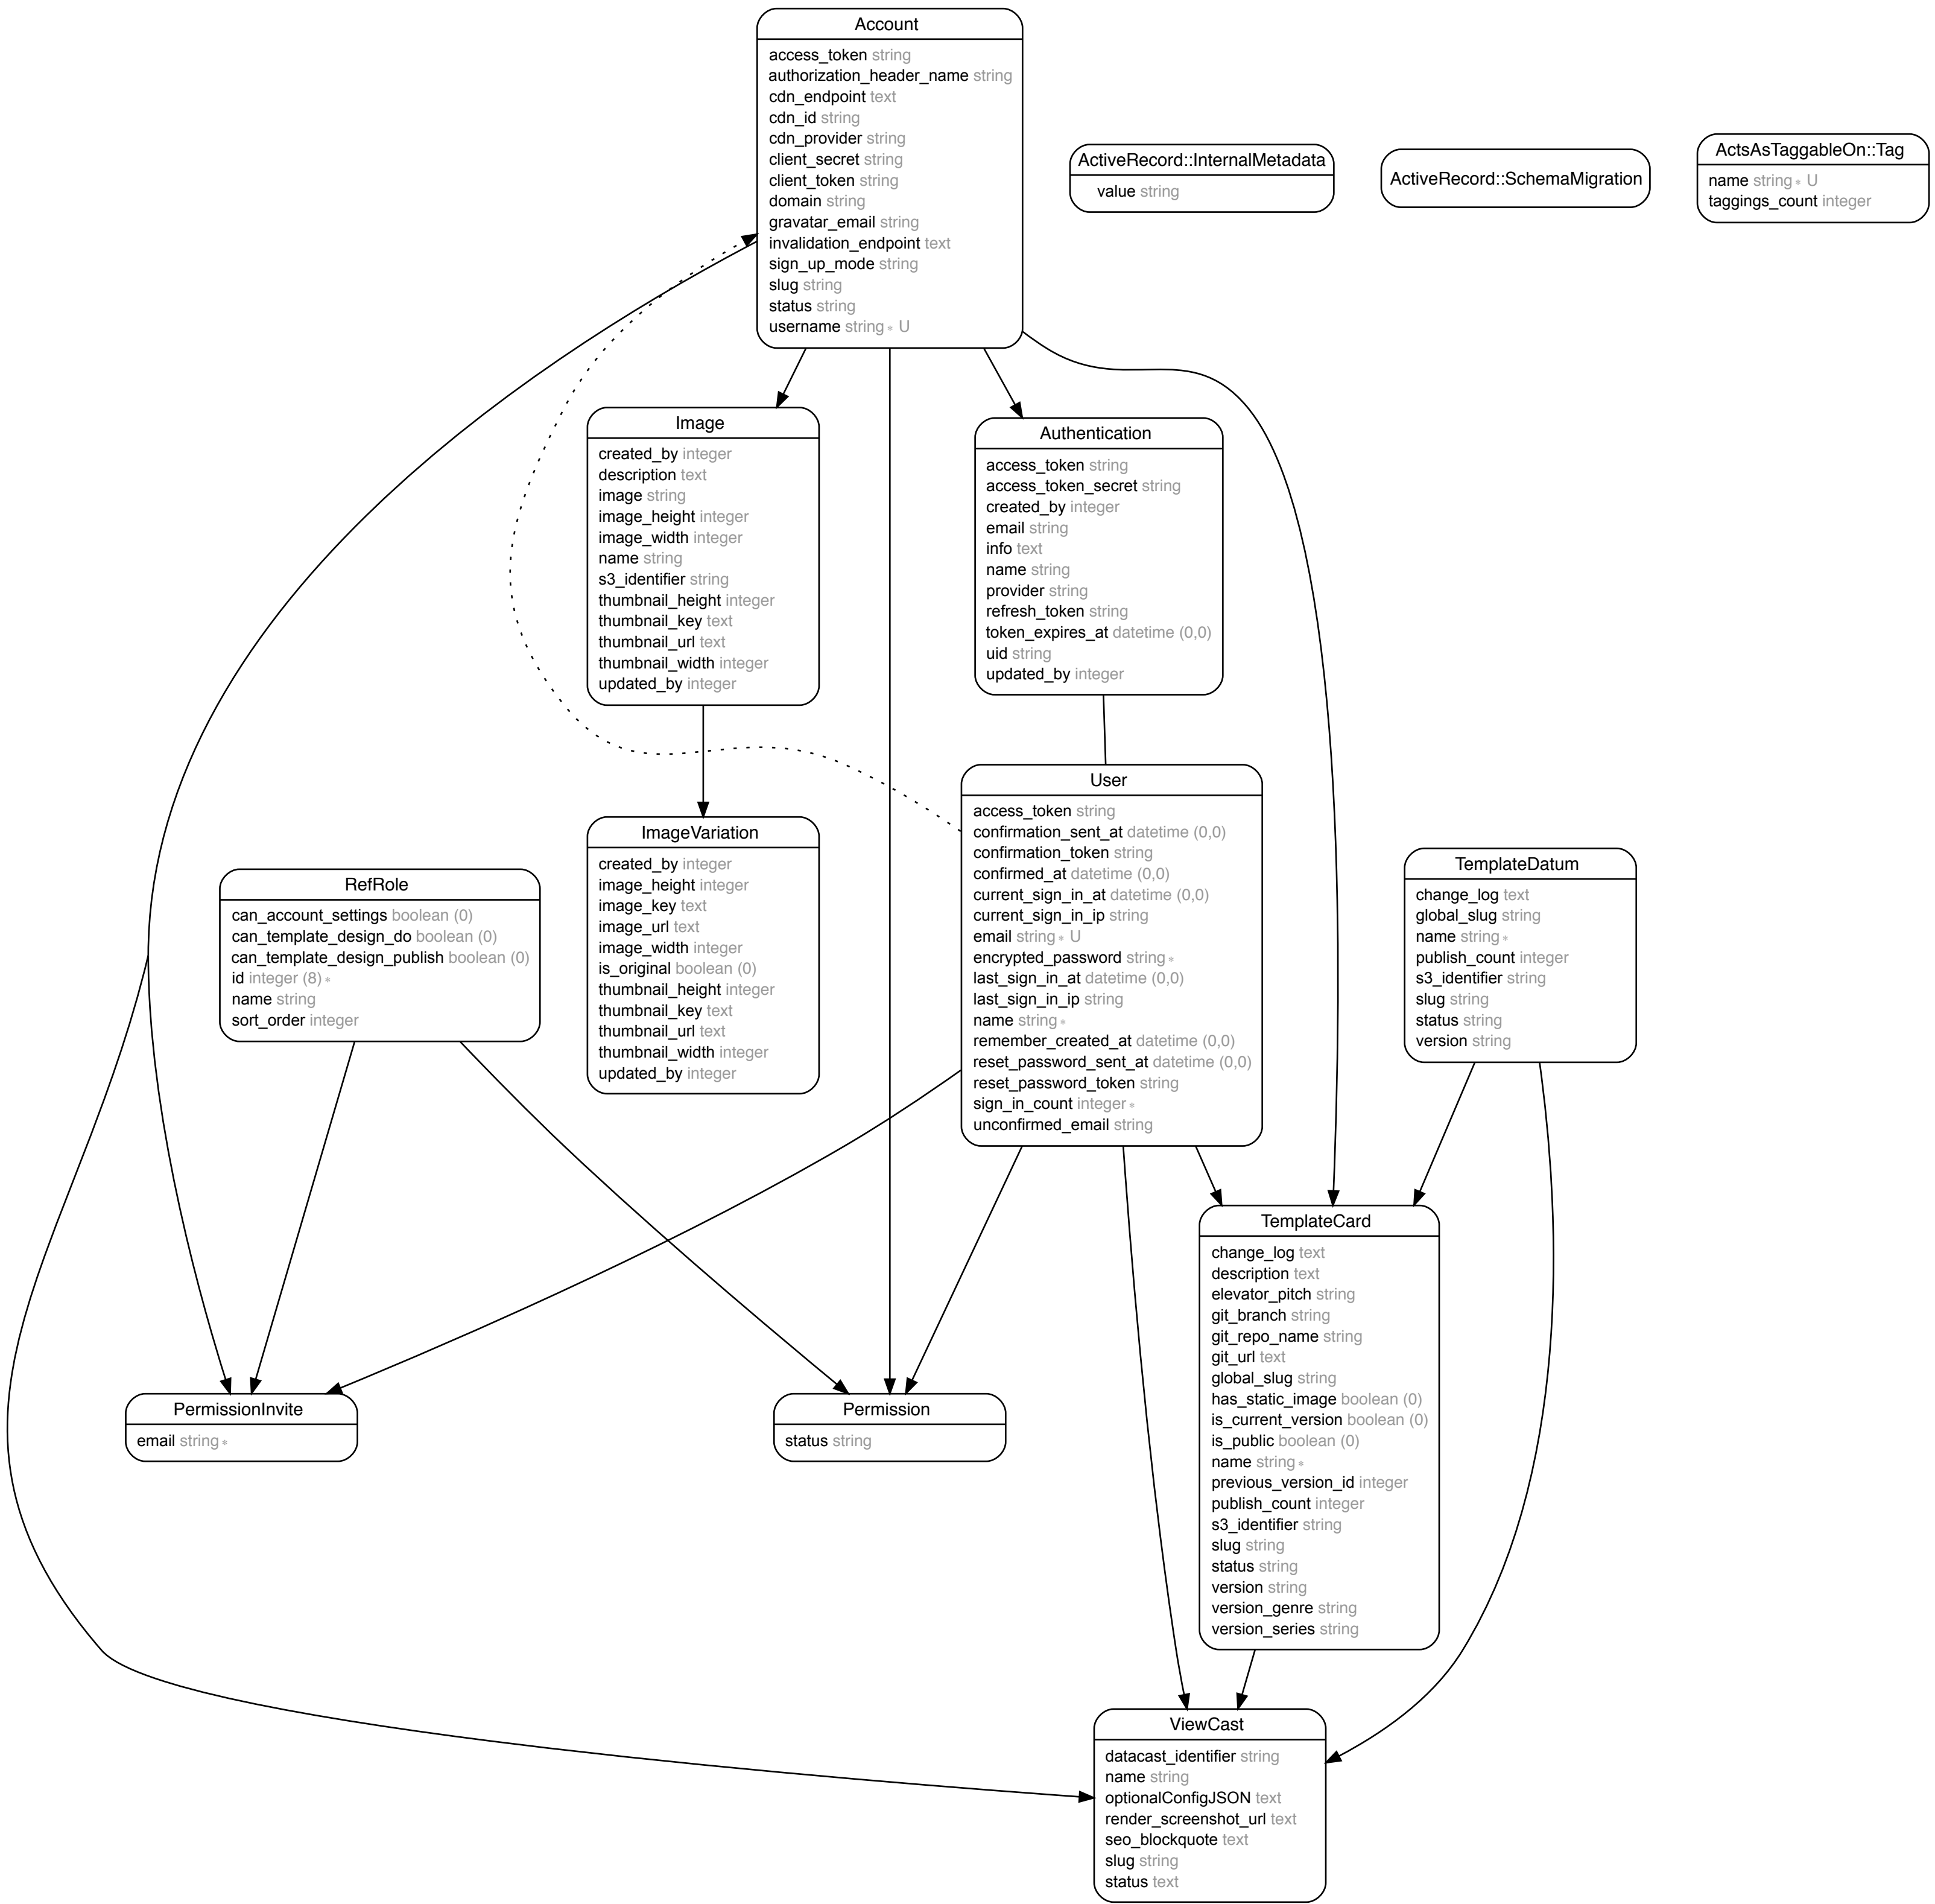 Account
access_token string
authorization_header_name string
cdn_endpoint text
cdn_id string
cdn_provider string
client_secret string
client_token string
domain string
gravatar_email string
invalidation_endpoint text
sign_up_mode string
slug string
status string
username string * U
ActiveRecord::InternalMetadata
value string
ActiveRecord::SchemaMigration
ActsAsTaggableOn::Tag
name string * U
taggings_count integer
Image
created_by integer
description text
image string
image_height integer
image_width integer
name string
s3_identifier string
thumbnail_height integer
thumbnail_key text
thumbnail_url text
thumbnail_width integer
updated_by integer
Authentication
access_token string
access_token_secret string
created_by integer
email string
info text
name string
provider string
refresh_token string
token_expires_at datetime (0,0)
uid string
updated_by integer
User
access_token string
confirmation_sent_at datetime (0,0)
confirmation_token string
confirmed_at datetime (0,0)
current_sign_in_at datetime (0,0)
current_sign_in_ip string
email string * U
encrypted_password string *
last_sign_in_at datetime (0,0)
last_sign_in_ip string
name string *
remember_created_at datetime (0,0)
reset_password_sent_at datetime (0,0)
reset_password_token string
sign_in_count integer *
unconfirmed_email string
ImageVariation
created_by integer
image_height integer
image_key text
image_url text
image_width integer
is_original boolean (0)
thumbnail_height integer
thumbnail_key text
thumbnail_url text
thumbnail_width integer
updated_by integer
RefRole
can_account_settings boolean (0)
can_template_design_do boolean (0)
can_template_design_publish boolean (0)
id integer (8) *
name string
sort_order integer
TemplateDatum
change_log text
global_slug string
name string *
publish_count integer
s3_identifier string
slug string
status string
version string
TemplateCard
change_log text
description text
elevator_pitch string
git_branch string
git_repo_name string
git_url text
global_slug string
has_static_image boolean (0)
is_current_version boolean (0)
is_public boolean (0)
name string *
previous_version_id integer
publish_count integer
s3_identifier string
slug string
status string
version string
version_genre string
version_series string
PermissionInvite
email string *
Permission
status string
ViewCast
datacast_identifier string
name string
optionalConfigJSON text
render_screenshot_url text
seo_blockquote text
slug string
status text